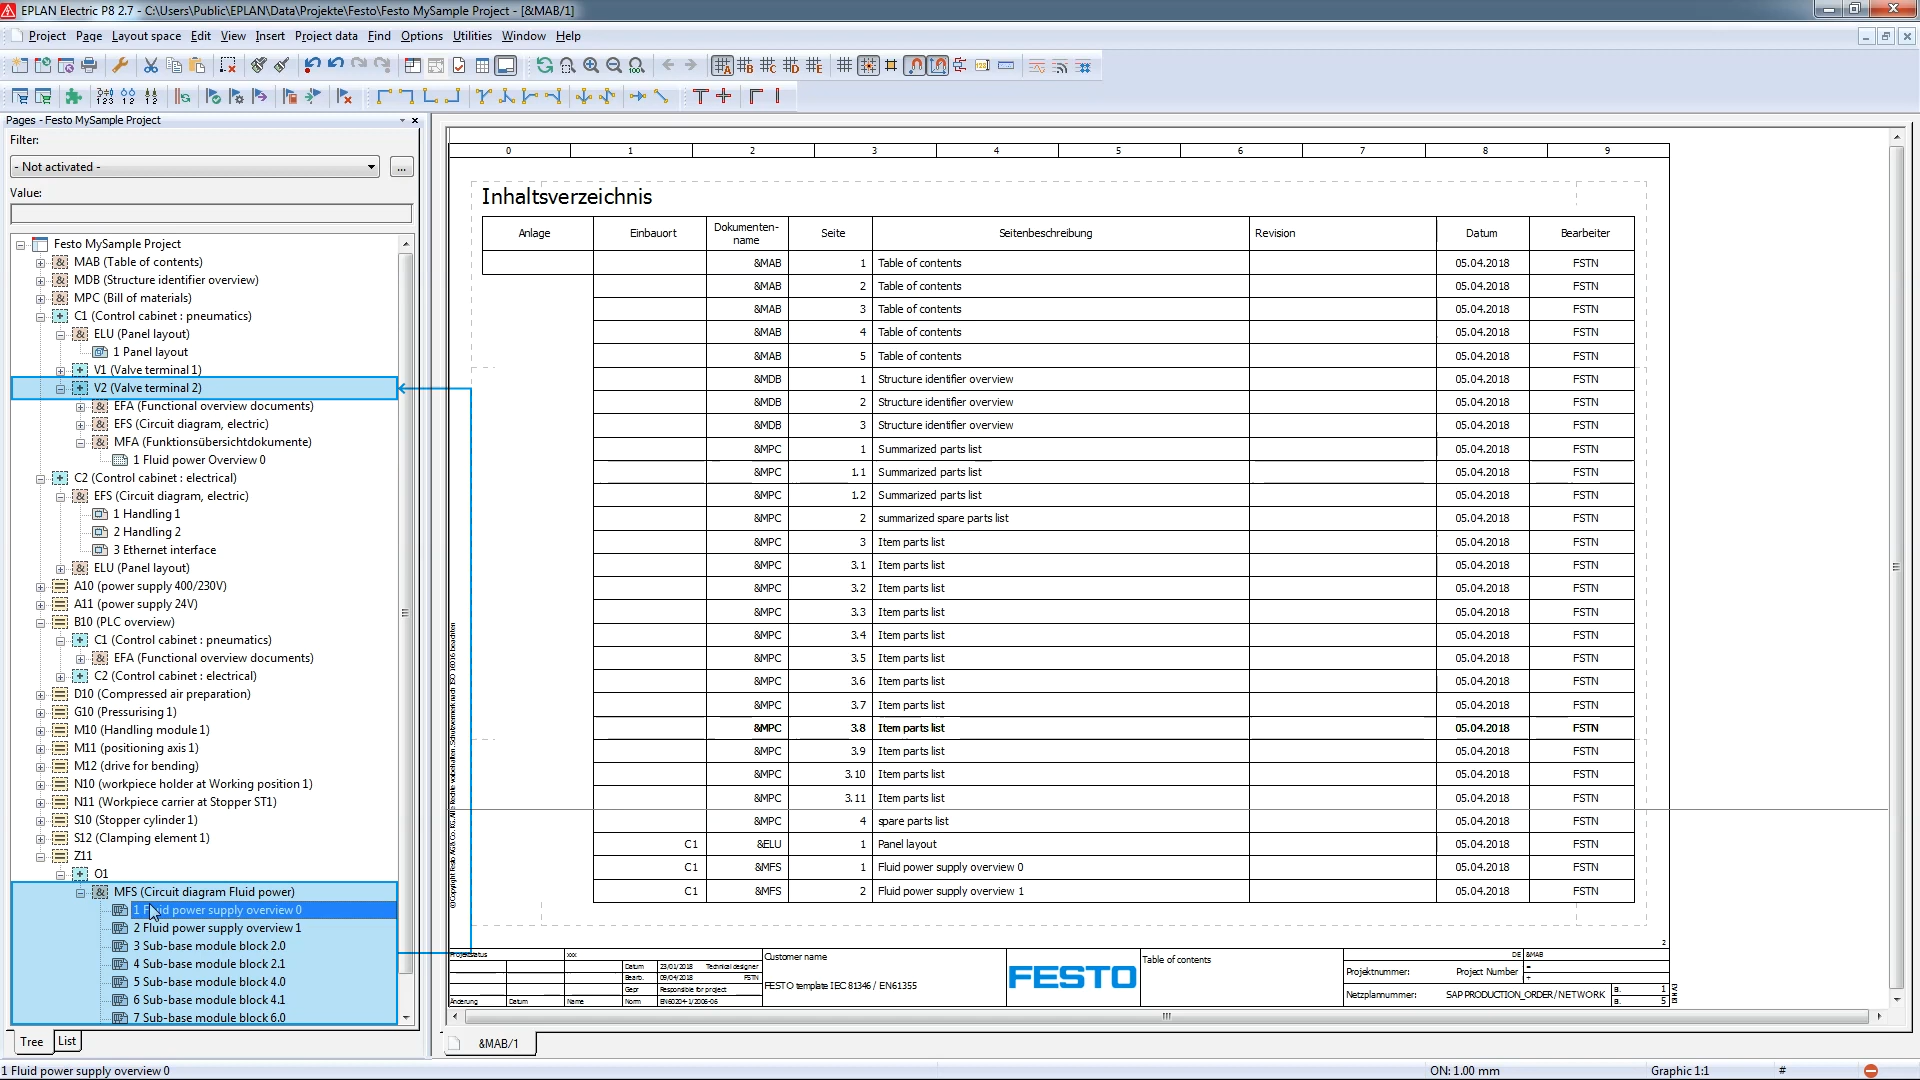 EPLAN Electric P8 2.7 - C:\Users\Public\EPLAN\Data\Projekte\Festo\Festo MySample Project - [&MAB/1]
Project Page Layout space Edit View Insert Project data Find Options Utilities Window Help
Pages - Festo MySample Project
Filter:
- Not activated -
...
Value:
Festo MySample Project
MAB (Table of contents)
MDB (Structure identifier overview)
MPC (Bill of materials)
C1 (Control cabinet : pneumatics)
ELU (Panel layout)
1 Panel layout
V1 (Valve terminal 1)
V2 (Valve terminal 2)
EFA (Functional overview documents)
EFS (Circuit diagram, electric)
MFA (Funktionsübersichtdokumente)
1 Fluid power Overview 0
C2 (Control cabinet : electrical)
EFS (Circuit diagram, electric)
1 Handling 1
2 Handling 2
3 Ethernet interface
ELU (Panel layout)
A10 (power supply 400/230V)
A11 (power supply 24V)
B10 (PLC overview)
C1 (Control cabinet : pneumatics)
EFA (Functional overview documents)
C2 (Control cabinet : electrical)
D10 (Compressed air preparation)
G10 (Pressurising 1)
M10 (Handling module 1)
M11 (positioning axis 1)
M12 (drive for bending)
N10 (workpiece holder at Working position 1)
N11 (Workpiece carrier at Stopper ST1)
S10 (Stopper cylinder 1)
S12 (Clamping element 1)
Z11
O1
MFS (Circuit diagram Fluid power)
1 Fluid power supply overview 0
2 Fluid power supply overview 1
3 Sub-base module block 2.0
4 Sub-base module block 2.1
5 Sub-base module block 4.0
6 Sub-base module block 4.1
7 Sub-base module block 6.0
Tree List
0 1 2 3 4 5 6 7 8 9
Inhaltsverzeichnis
Anlage Einbauort Dokumenten-name Seite Seitenbeschreibung Revision Datum Bearbeiter
&MAB 1 Table of contents 05.04.2018 FSTN
&MAB 2 Table of contents 05.04.2018 FSTN
&MAB 3 Table of contents 05.04.2018 FSTN
&MAB 4 Table of contents 05.04.2018 FSTN
&MAB 5 Table of contents 05.04.2018 FSTN
&MDB 1 Structure identifier overview 05.04.2018 FSTN
&MDB 2 Structure identifier overview 05.04.2018 FSTN
&MDB 3 Structure identifier overview 05.04.2018 FSTN
&MPC 1 Summarized parts list 05.04.2018 FSTN
&MPC 1.1 Summarized parts list 05.04.2018 FSTN
&MPC 1.2 Summarized parts list 05.04.2018 FSTN
&MPC 2 summarized spare parts list 05.04.2018 FSTN
&MPC 3 Item parts list 05.04.2018 FSTN
&MPC 3.1 Item parts list 05.04.2018 FSTN
&MPC 3.2 Item parts list 05.04.2018 FSTN
&MPC 3.3 Item parts list 05.04.2018 FSTN
&MPC 3.4 Item parts list 05.04.2018 FSTN
&MPC 3.5 Item parts list 05.04.2018 FSTN
&MPC 3.6 Item parts list 05.04.2018 FSTN
&MPC 3.7 Item parts list 05.04.2018 FSTN
&MPC 3.8 Item parts list 05.04.2018 FSTN
&MPC 3.9 Item parts list 05.04.2018 FSTN
&MPC 3.10 Item parts list 05.04.2018 FSTN
&MPC 3.11 Item parts list 05.04.2018 FSTN
&MPC 4 spare parts list 05.04.2018 FSTN
C1 &ELU 1 Panel layout 05.04.2018 FSTN
C1 &MFS 1 Fluid power supply overview 0 05.04.2018 FSTN
C1 &MFS 2 Fluid power supply overview 1 05.04.2018 FSTN
2
xxx
Datum 23/01/2018 Technical designer
Bearb. 09/04/2018 FSTN
Gepr Responsible for project
Änderung Datum Name Norm EN60204-1/2006-06
Customer name
FESTO template IEC 81346 / EN61355
FESTO
Table of contents
DE &MAB
Projektnummer: Project Number = +
Netzplannummer: SAP PRODUCTION_ORDER / NETWORK B. 1
B. 5
&MAB/1
1 Fluid power supply overview 0
ON: 1.00 mm Graphic 1:1 #